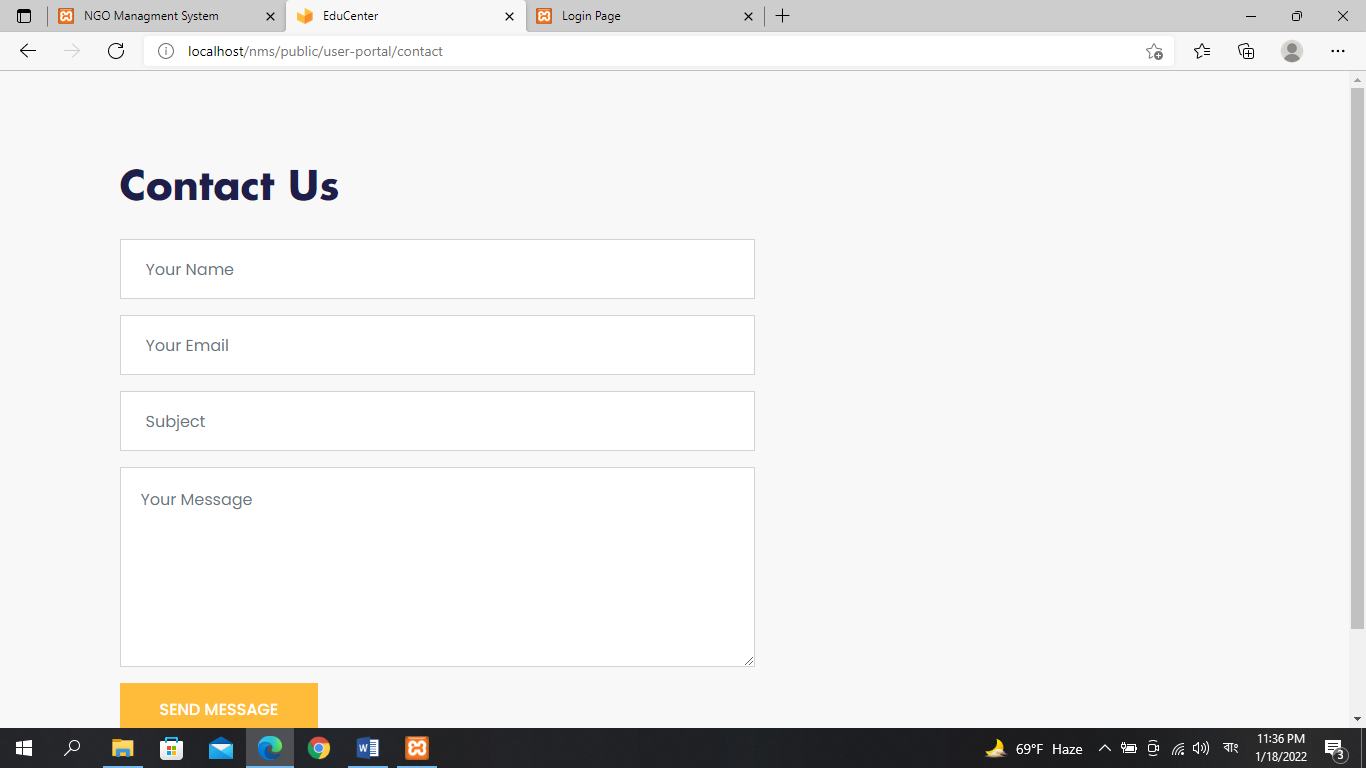 NGO Managment System
EduCenter
Login Page
localhost/nms/public/user-portal/contact
Contact Us
Your Name
Your Email
Subject
Your Message
SEND MESSAGE
69°F Haze
বাং
11:36 PM
1/18/2022
3